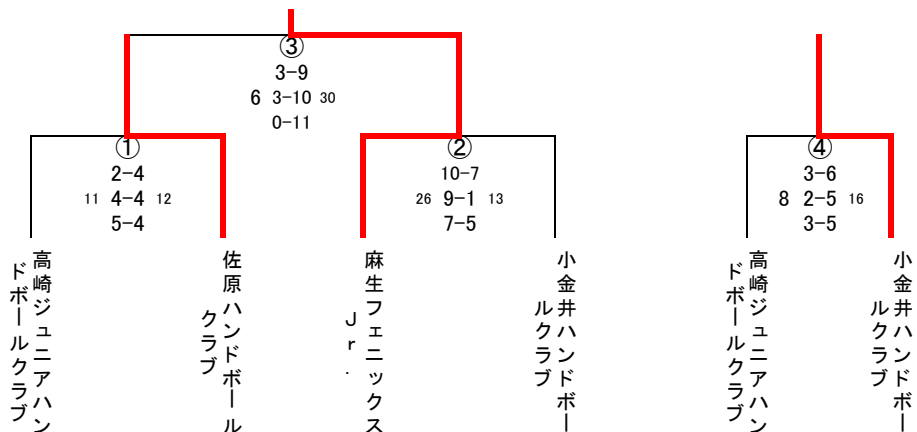 ③
3-9
6 3-10 30
0-11
①
2-4
11 4-4 12
5-4
②
10-7
26 9-1 13
7-5
④
3-6
8 2-5 16
3-5
高崎ジュニアハン
ドボールクラブ
佐原ハンドボール
クラブ
麻生フェニックス
Jr.
小金井ハンドボー
ルクラブ
高崎ジュニアハン
ドボールクラブ
小金井ハンドボー
ルクラブ